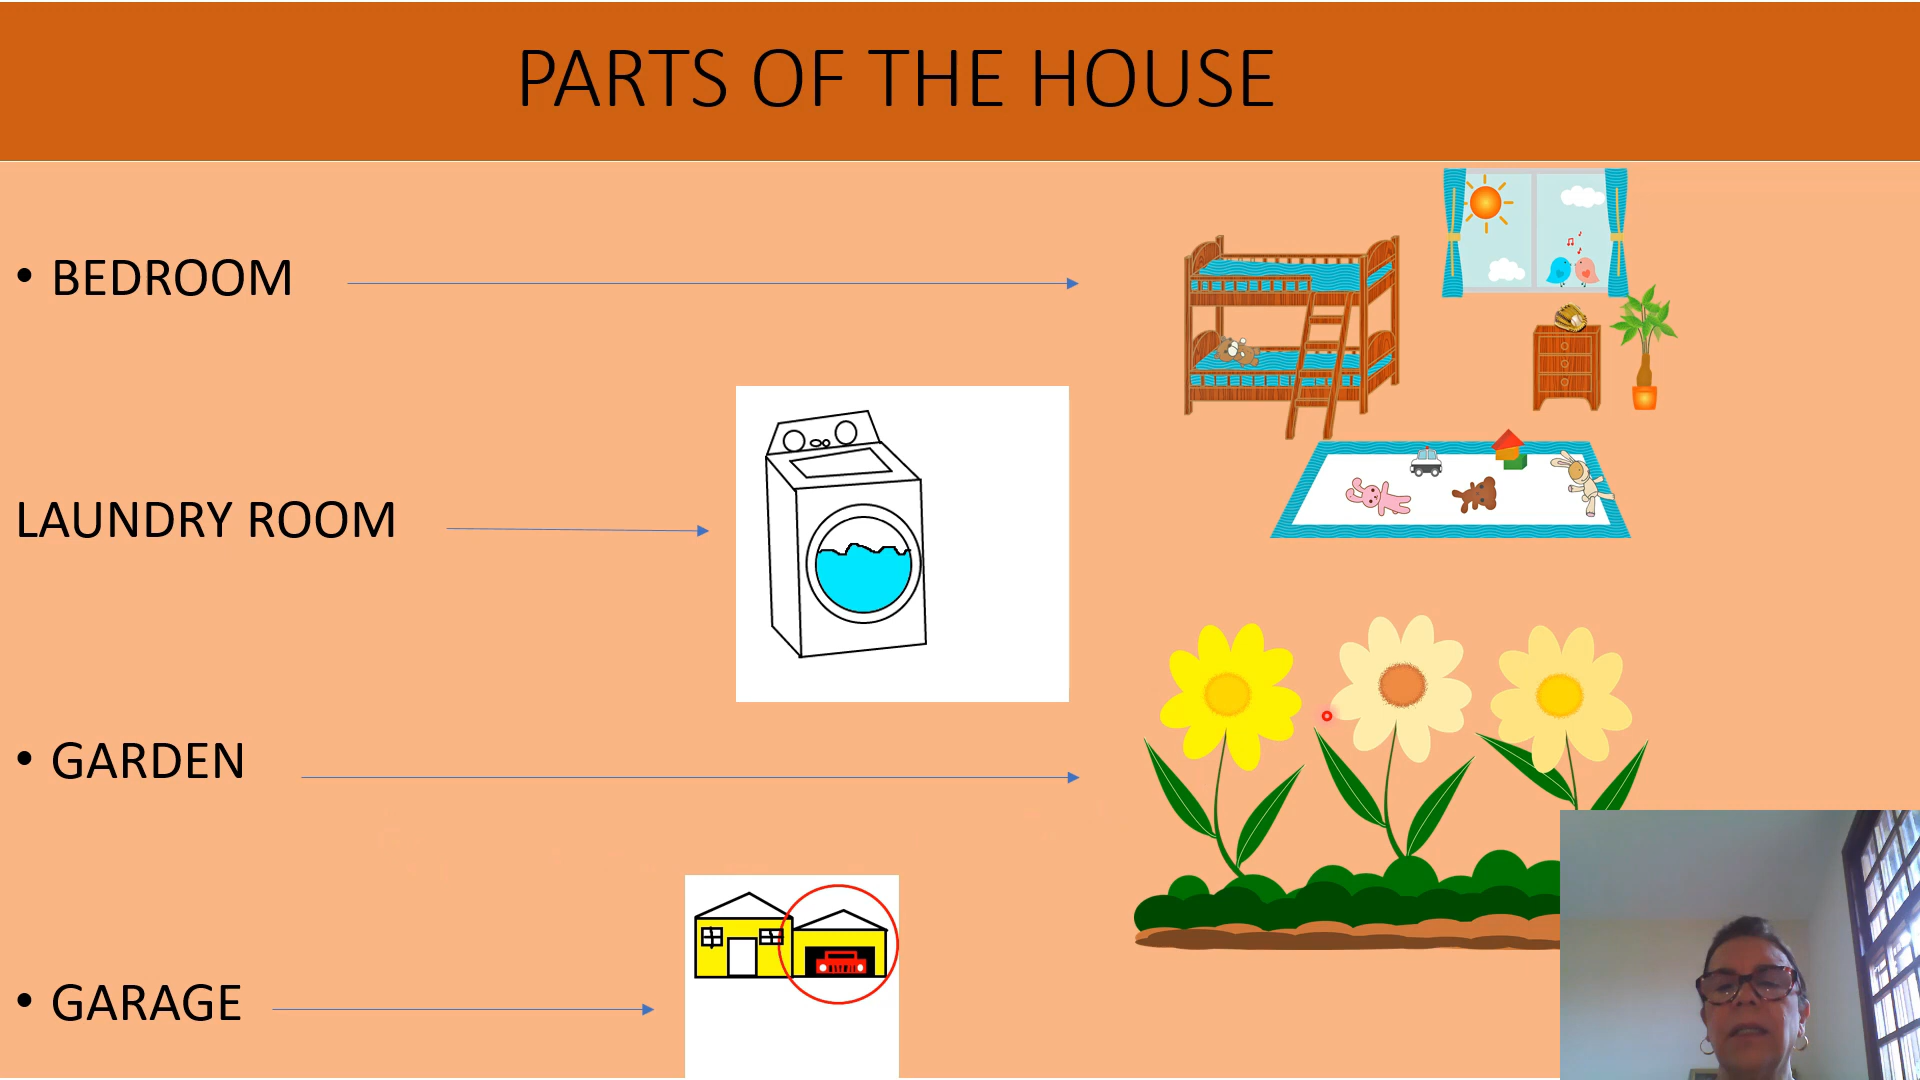 PARTS OF THE HOUSE
• BEDROOM
LAUNDRY ROOM
• GARDEN
• GARAGE